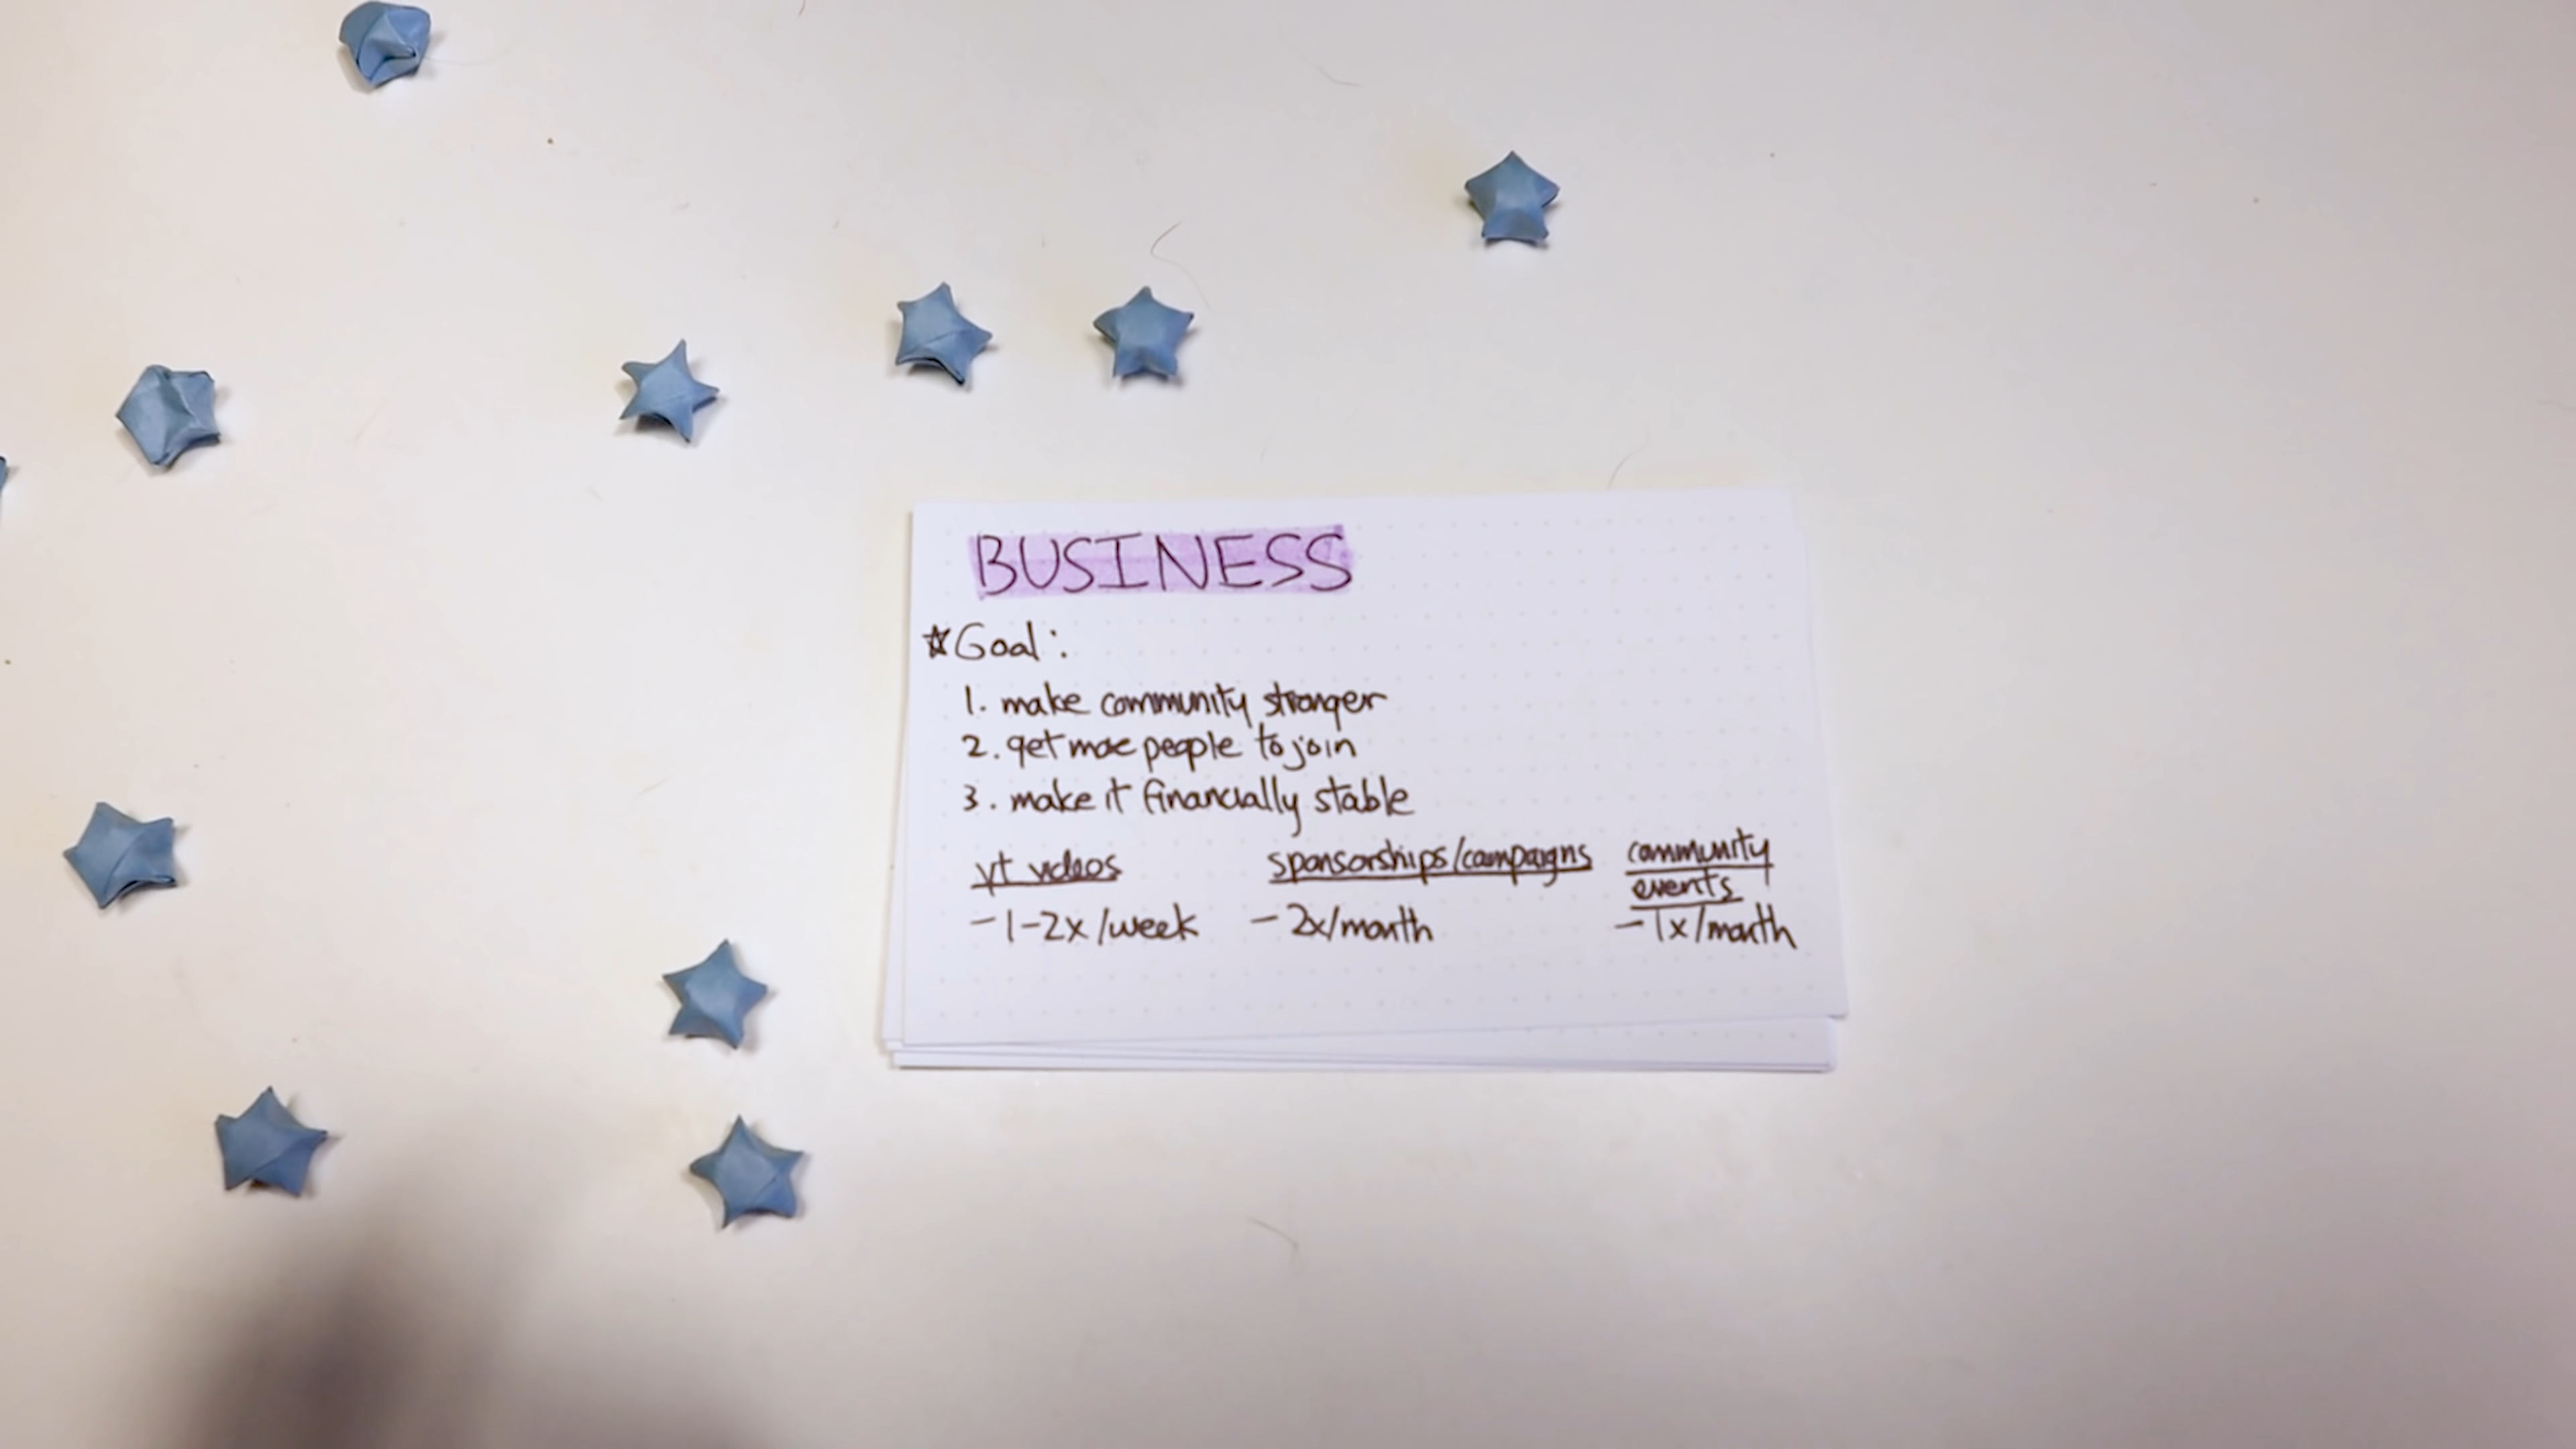 BUSINESS
☆Goal:
1. make community stronger
2. get more people to join
3. make it financially stable
yt videos sponsorships/campaigns community events
-1-2x/week -2x/month -1x/month